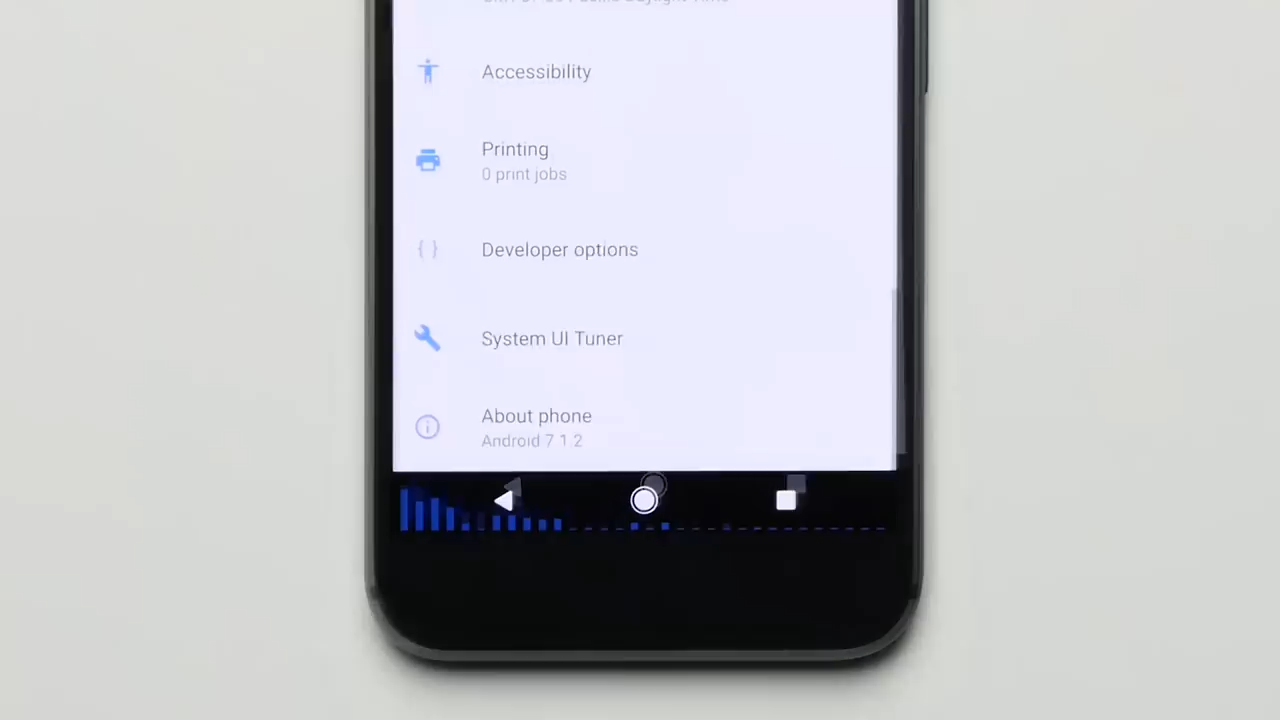 Accessibility
Printing
0 print jobs
Developer options
System UI Tuner
About phone
Android 7 1.2